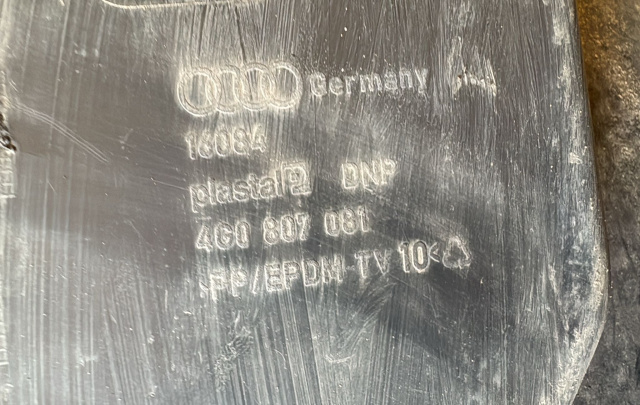 Germany
16084
plastal DNP
4G0 807 081
>PP/EPDM-TV 10<